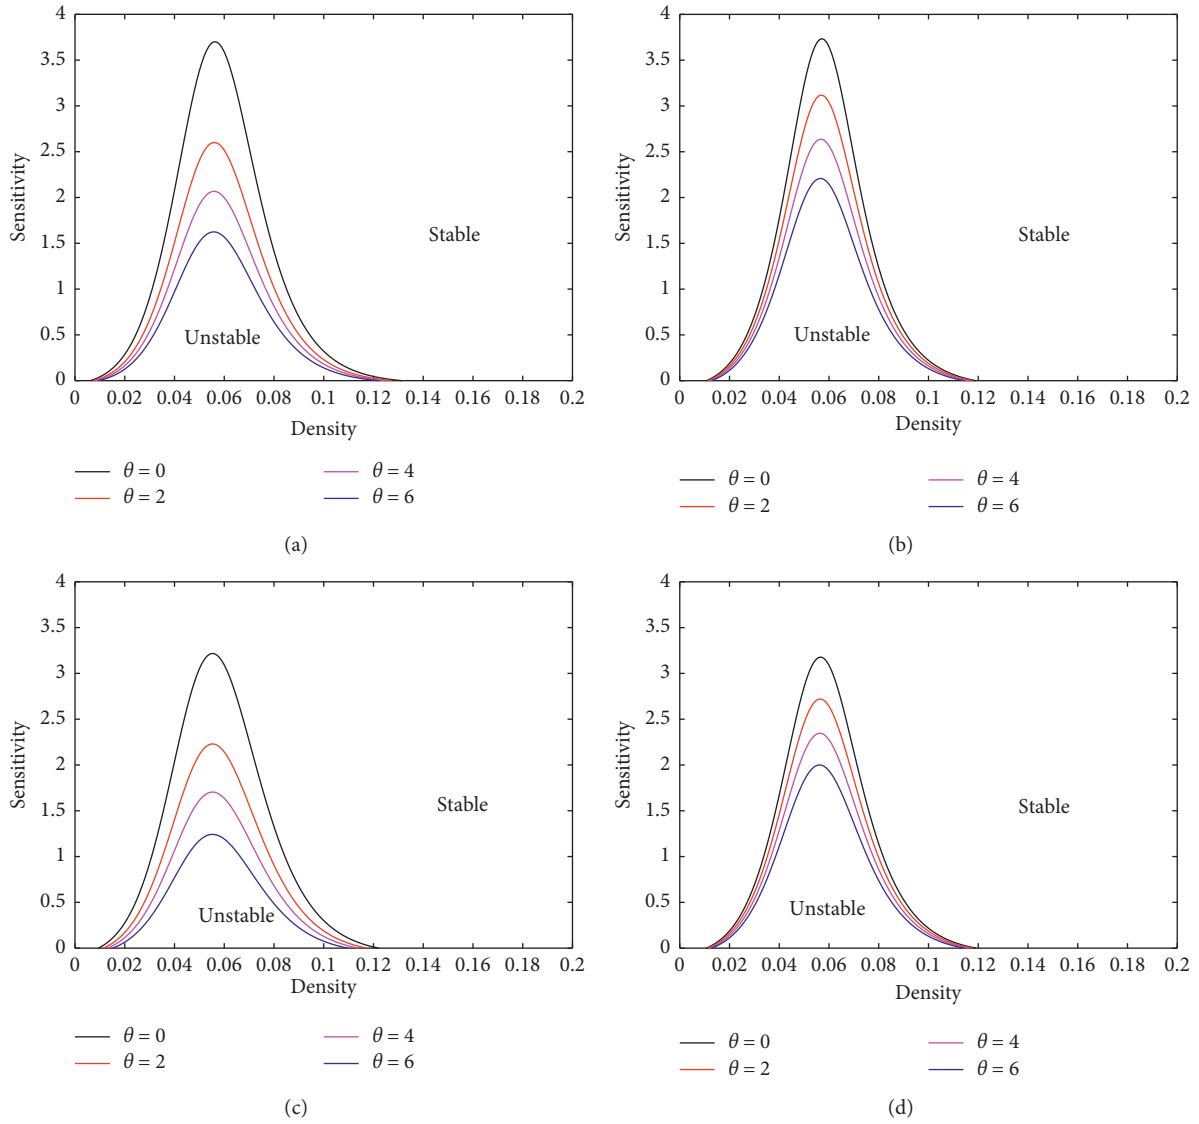 4
3.5
3
2.5
2
1.5
1
0.5
0
Sensitivity
Stable
Unstable
0 0.02 0.04 0.06 0.08 0.1 0.12 0.14 0.16 0.18 0.2
Density
θ = 0 θ = 4
θ = 2 θ = 6
(a)
4
3.5
3
2.5
2
1.5
1
0.5
0
Sensitivity
Stable
Unstable
0 0.02 0.04 0.06 0.08 0.1 0.12 0.14 0.16 0.18 0.2
Density
θ = 0 θ = 4
θ = 2 θ = 6
(b)
4
3.5
3
2.5
2
1.5
1
0.5
0
Sensitivity
Stable
Unstable
0 0.02 0.04 0.06 0.08 0.1 0.12 0.14 0.16 0.18 0.2
Density
θ = 0 θ = 4
θ = 2 θ = 6
(c)
4
3.5
3
2.5
2
1.5
1
0.5
0
Sensitivity
Stable
Unstable
0 0.02 0.04 0.06 0.08 0.1 0.12 0.14 0.16 0.18 0.2
Density
θ = 0 θ = 4
θ = 2 θ = 6
(d)